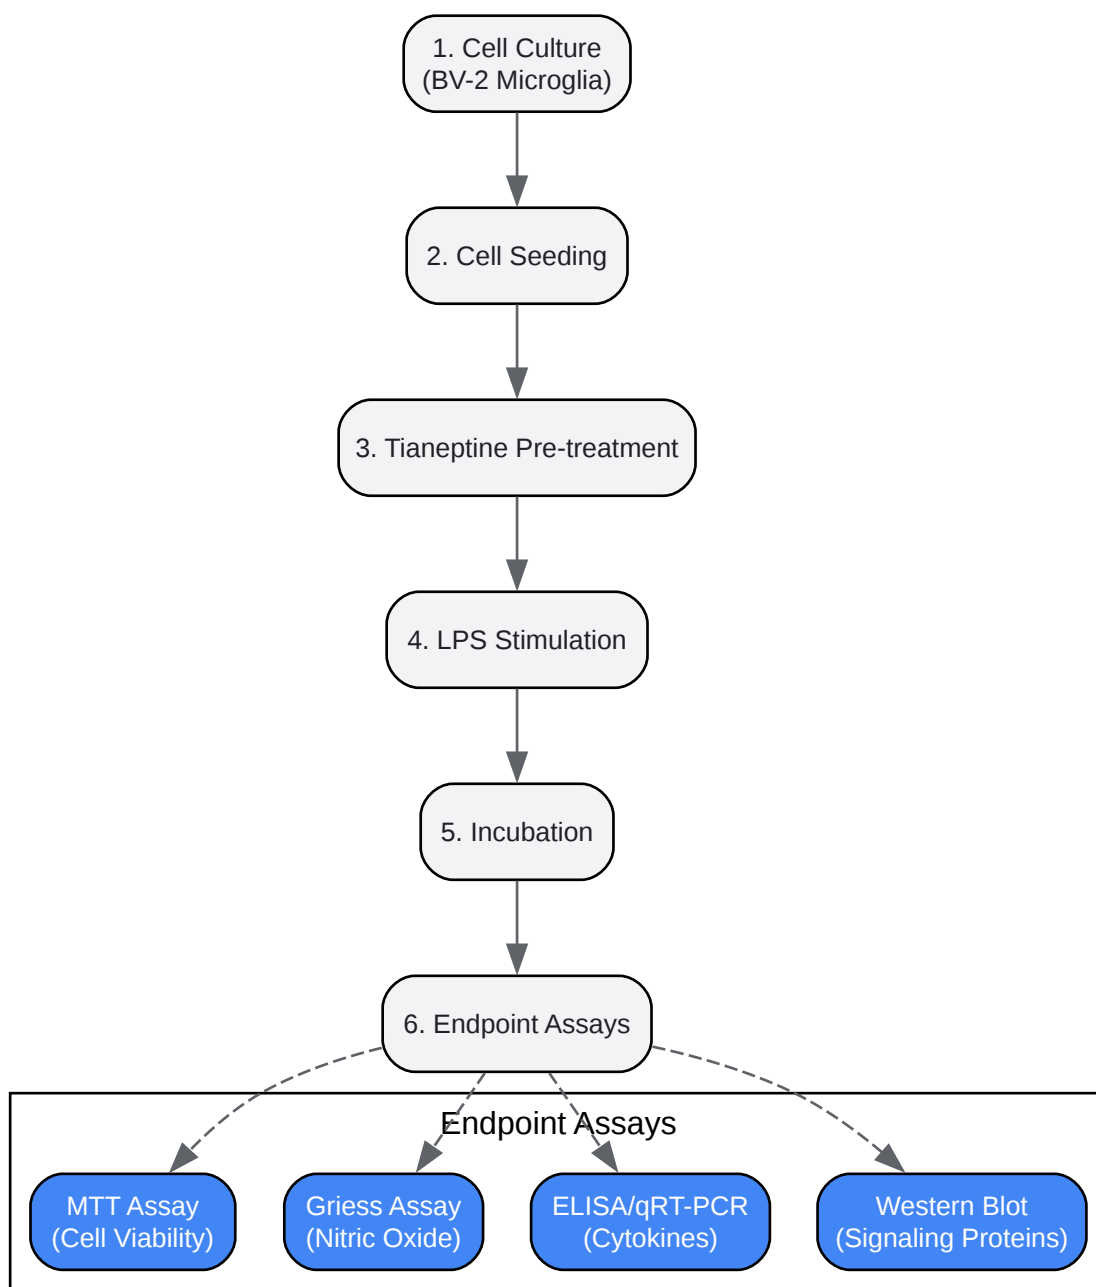 1. Cell Culture
(BV-2 Microglia)
2. Cell Seeding
3. Tianeptine Pre-treatment
4. LPS Stimulation
5. Incubation
6. Endpoint Assays
Endpoint Assays
MTT Assay
(Cell Viability)
Griess Assay
(Nitric Oxide)
ELISA/qRT-PCR
(Cytokines)
Western Blot
(Signaling Proteins)